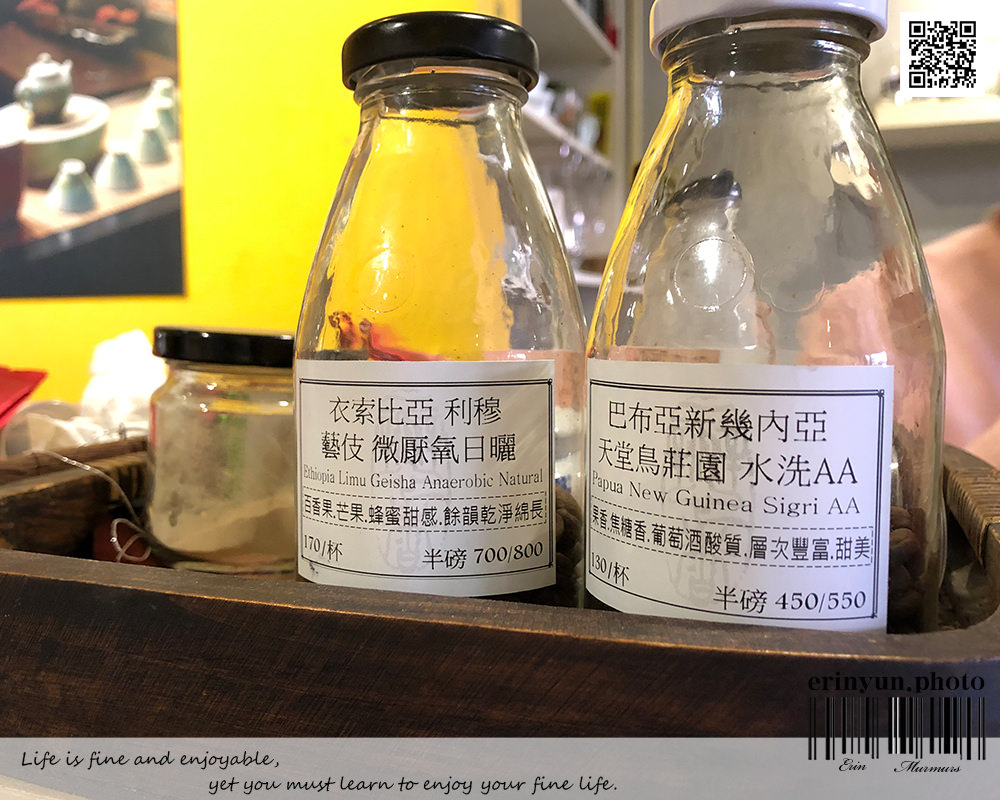 衣索比亞 利穆
藝伎 微厭氧日曬
Ethiopia Limu Geisha Anaerobic Natural
百香果.芒果.蜂蜜甜感.餘韻乾淨綿長
170/杯
半磅 700/800
巴布亞新幾內亞
天堂鳥莊園 水洗AA
Papua New Guinea Sigri AA
果香.焦糖香.葡萄酒酸質.層次豐富.甜美
130/杯
半磅 450/550
erinyun.photo
Erin Murmurs
Life is fine and enjoyable,
yet you must learn to enjoy your fine life.